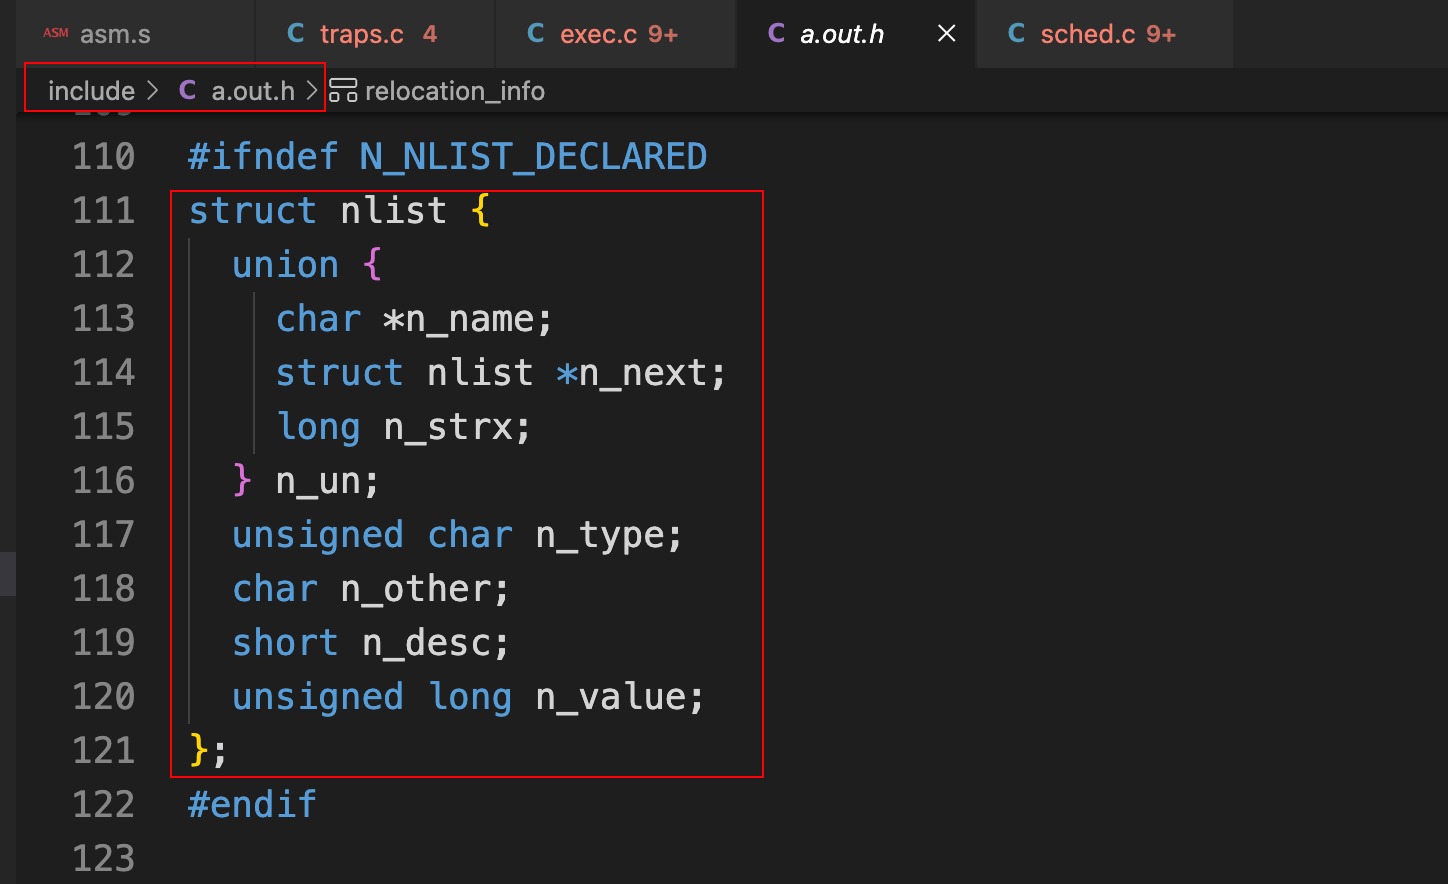 ASM asm.s C traps.c 4 C exec.c 9+ C a.out.h × C sched.c 9+
include > C a.out.h > relocation_info
110 #ifndef N_NLIST_DECLARED
111 struct nlist {
112 union {
113 char *n_name;
114 struct nlist *n_next;
115 long n_strx;
116 } n_un;
117 unsigned char n_type;
118 char n_other;
119 short n_desc;
120 unsigned long n_value;
121 };
122 #endif
123